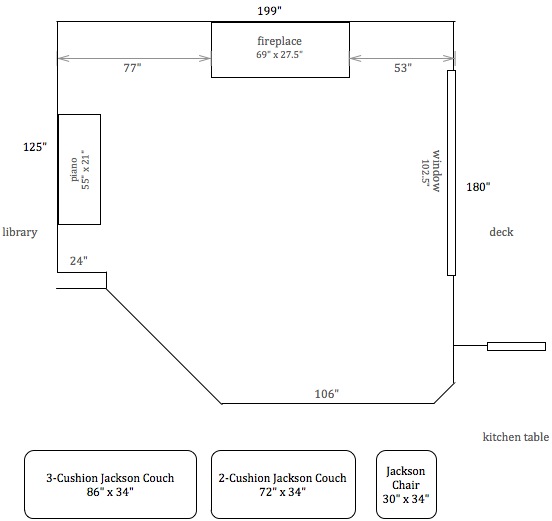 199"
fireplace
69" x 27.5"
77"
53"
125"
piano
55" x 21"
window
102.5"
180"
library
deck
24"
106"
kitchen table
3-Cushion Jackson Couch
86" x 34"
2-Cushion Jackson Couch
72" x 34"
Jackson
Chair
30" x 34"